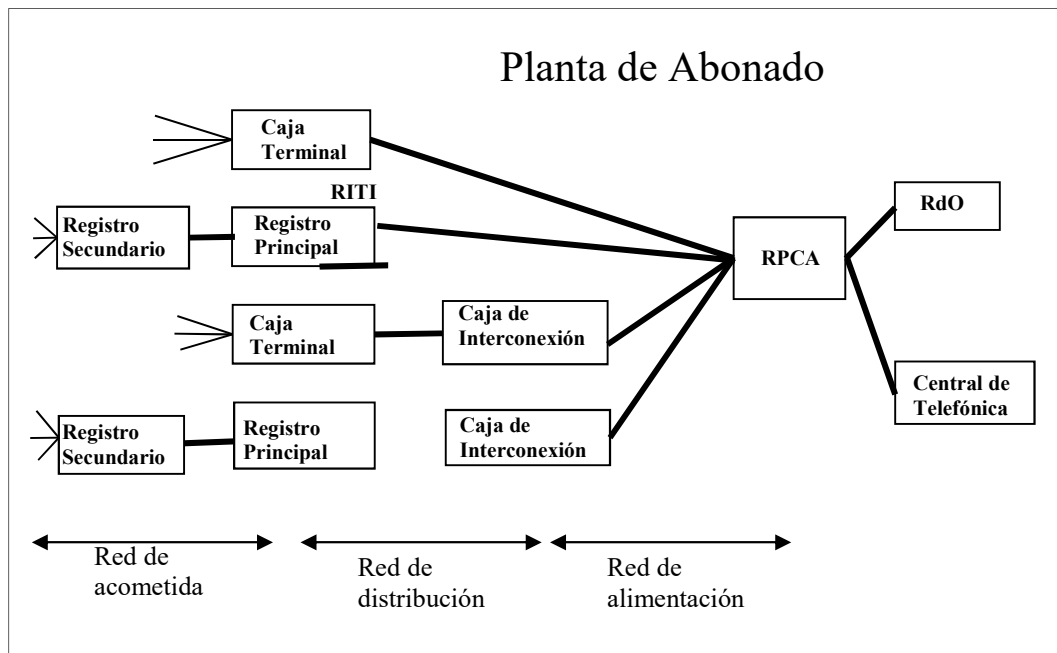 Planta de Abonado
Caja
Terminal
RITI
Registro
Secundario
Registro
Principal
RdO
RPCA
Caja
Terminal
Caja de
Interconexión
Central de
Telefónica
Registro
Secundario
Registro
Principal
Caja de
Interconexión
Red de
acometida
Red de
distribución
Red de
alimentación